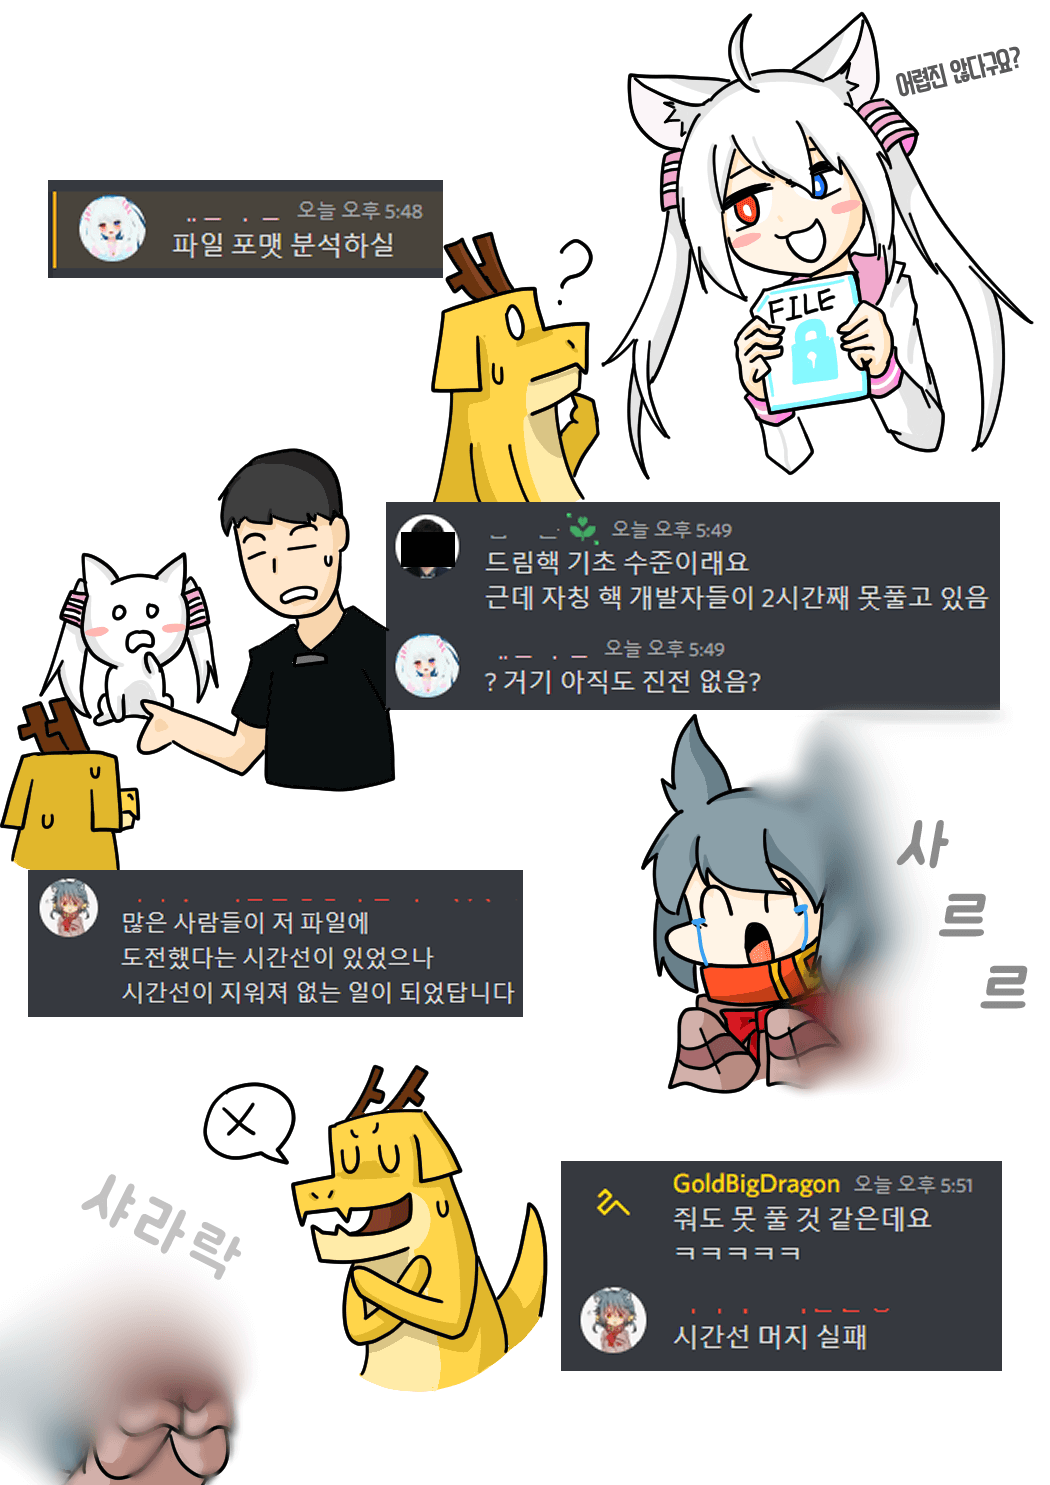 어렵진 않다구요?
오늘 오후 5:48
파일 포맷 분석하실
?
FILE
오늘 오후 5:49
드림핵 기초 수준이래요
근데 자칭 핵 개발자들이 2시간째 못풀고 있음
오늘 오후 5:49
? 거기 아직도 진전 없음?
사
르
르
많은 사람들이 저 파일에
도전했다는 시간선이 있었으나
시간선이 지워져 없는 일이 되었답니다
샤라락
GoldBigDragon 오늘 오후 5:51
줘도 못 풀 것 같은데요
ㅋㅋㅋㅋㅋ
시간선 머지 실패